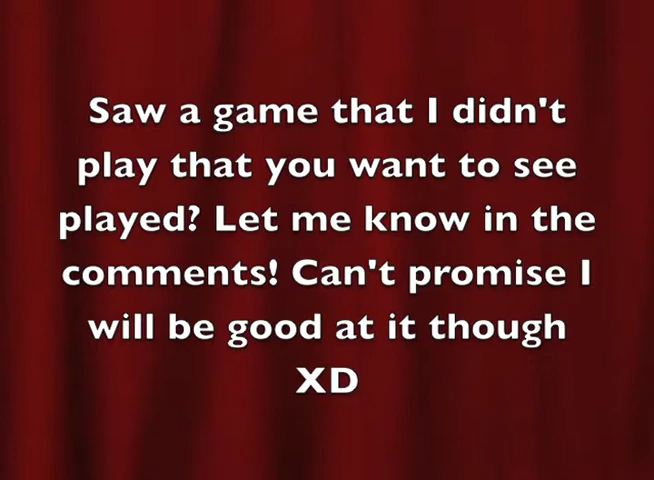 Saw a game that I didn't
play that you want to see
played? Let me know in the
comments! Can't promise I
will be good at it though
XD